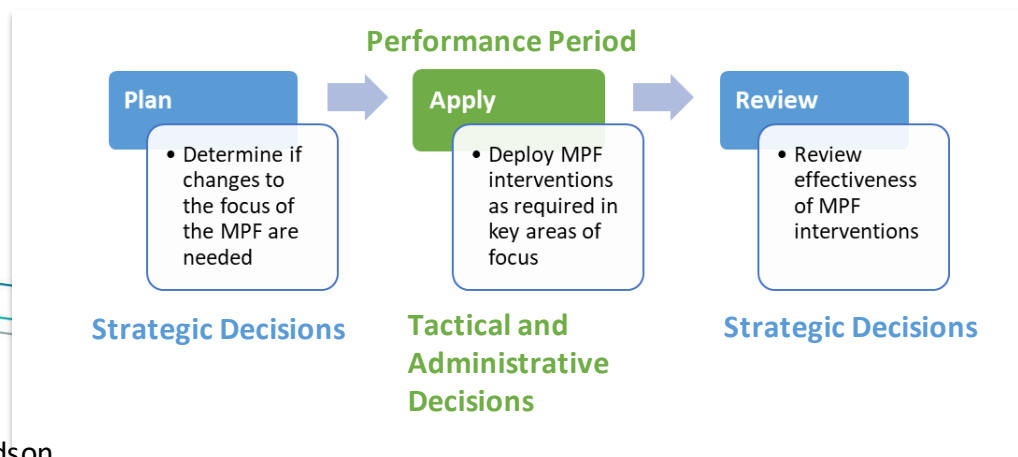 Performance Period
Plan
• Determine if
changes to
the focus of
the MPF are
needed
Strategic Decisions
Apply
• Deploy MPF
interventions
as required in
key areas of
focus
Tactical and
Administrative
Decisions
Review
• Review
effectiveness
of MPF
interventions
Strategic Decisions